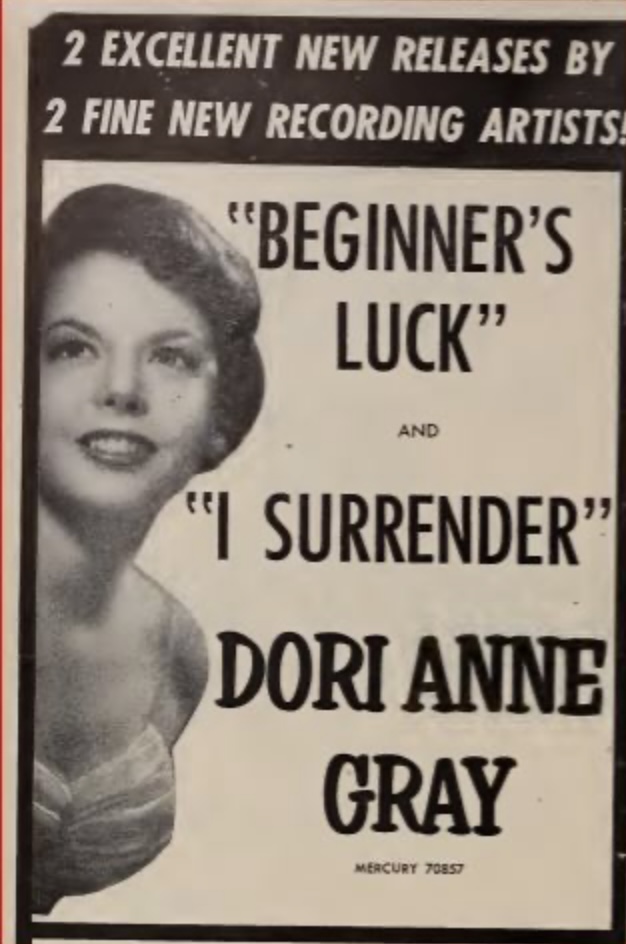 2 EXCELLENT NEW RELEASES BY
2 FINE NEW RECORDING ARTISTS!
"BEGINNER'S
LUCK"
AND
"I SURRENDER"
DORI ANNE
GRAY
MERCURY 70857